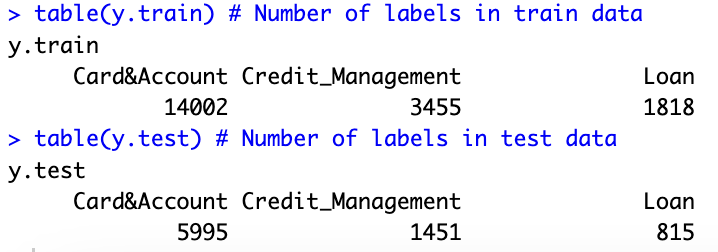 > table(y.train) # Number of labels in train data
y.train
Card&Account Credit_Management Loan
14002 3455 1818
> table(y.test) # Number of labels in test data
y.test
Card&Account Credit_Management Loan
5995 1451 815